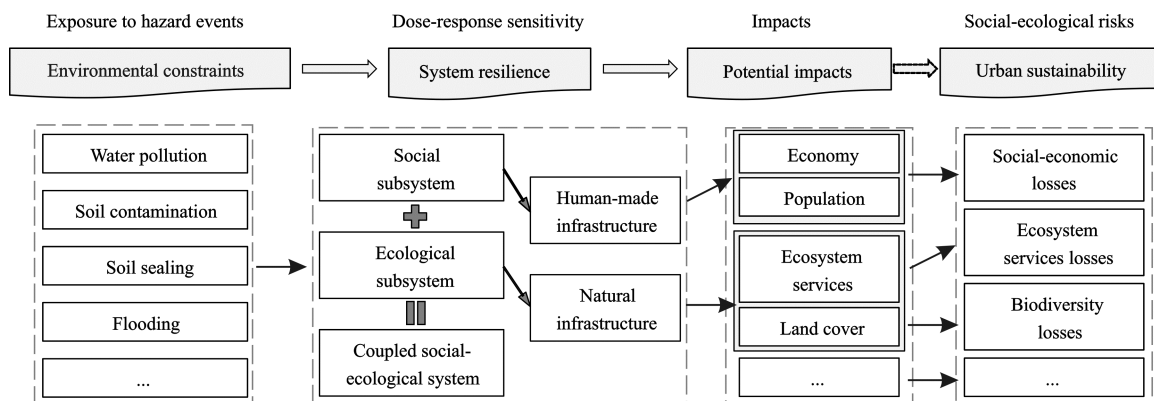 Exposure to hazard events
Dose-response sensitivity
Impacts
Social-ecological risks
Environmental constraints
System resilience
Potential impacts
Urban sustainability
Water pollution
Soil contamination
Soil sealing
Flooding
...
Social
subsystem
Ecological
subsystem
Coupled social-
ecological system
Human-made
infrastructure
Natural
infrastructure
Economy
Population
Ecosystem
services
Land cover
...
Social-economic
losses
Ecosystem
services losses
Biodiversity
losses
...